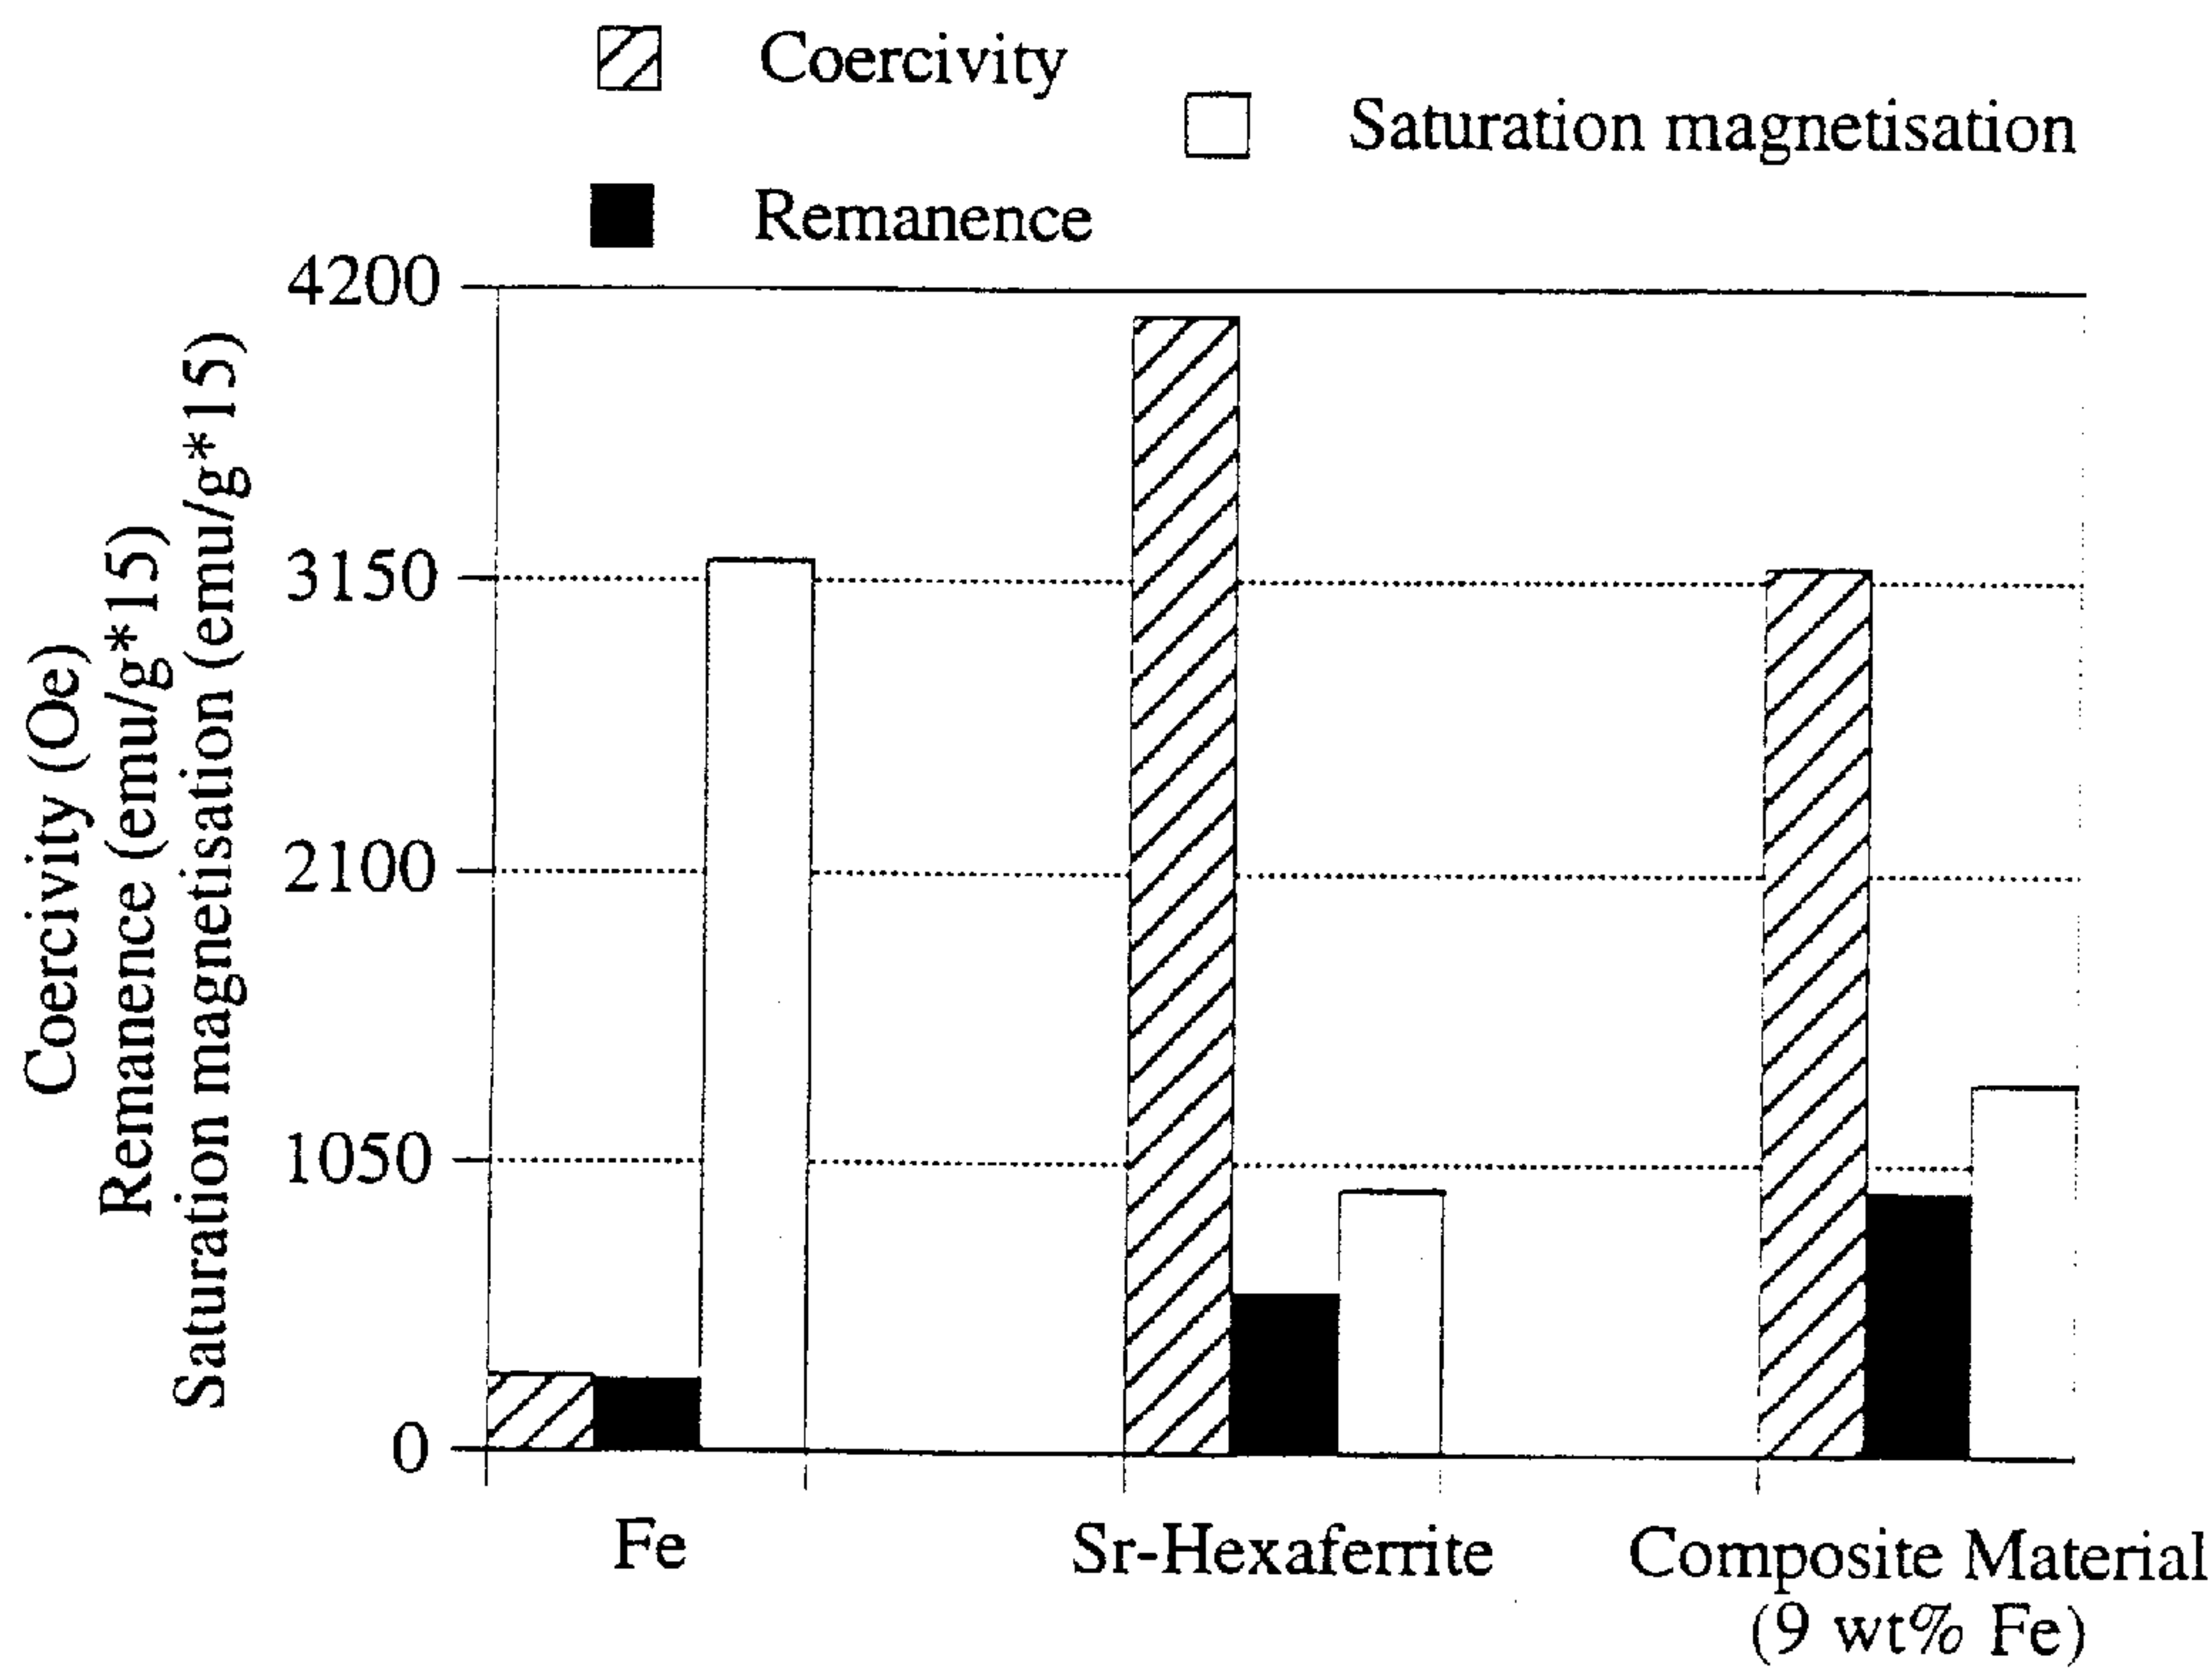 Coercivity
Saturation magnetisation
Remanence
4200
3150
2100
1050
0
Coercivity (Oe)
Remanence (emu/g*15)
Saturation magnetisation (emu/g*15)
Fe
Sr-Hexaferrite
Composite Material
(9 wt% Fe)